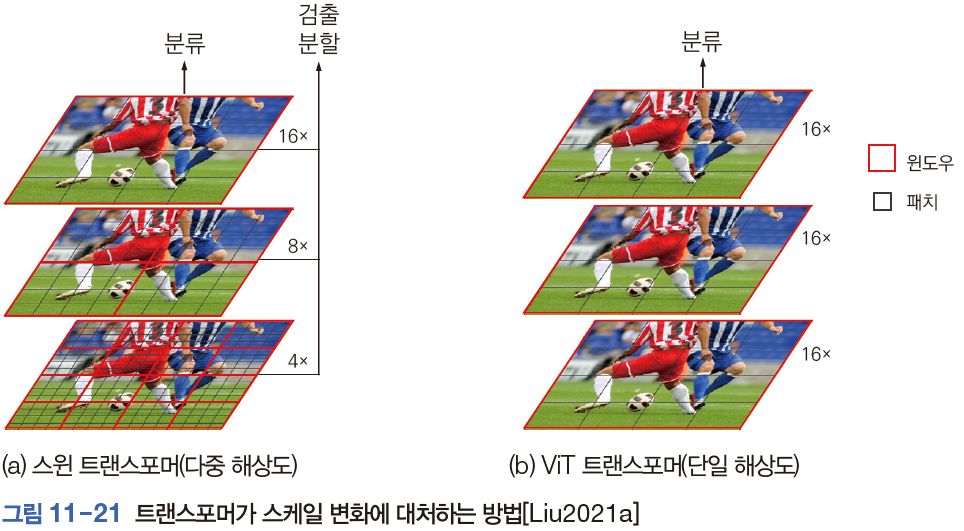 검출
분할
분류
16×
8×
4×
(a) 스윈 트랜스포머(다중 해상도)
분류
16×
16×
16×
(b) ViT 트랜스포머(단일 해상도)
윈도우
패치
그림 11-21 트랜스포머가 스케일 변화에 대처하는 방법[Liu2021a]